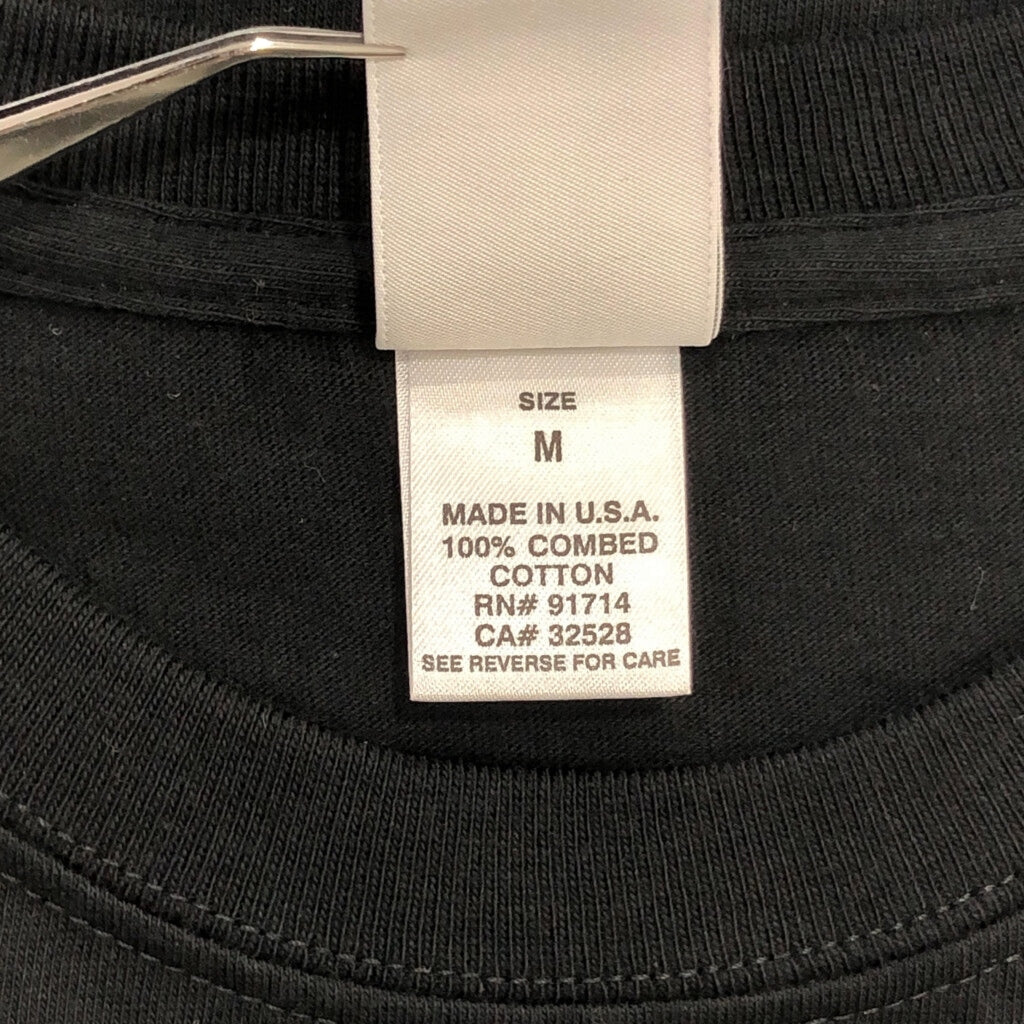 SIZE
M
MADE IN U.S.A.
100% COMBED
COTTON
RN# 91714
CA# 32528
SEE REVERSE FOR CARE